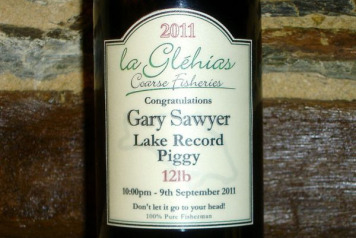 2011
la Gléhias
Coarse Fisheries
Congratulations
Gary Sawyer
Lake Record
Piggy
12lb
10:00pm - 9th September 2011
Don't let it go to your head!
100% Pure Fisherman